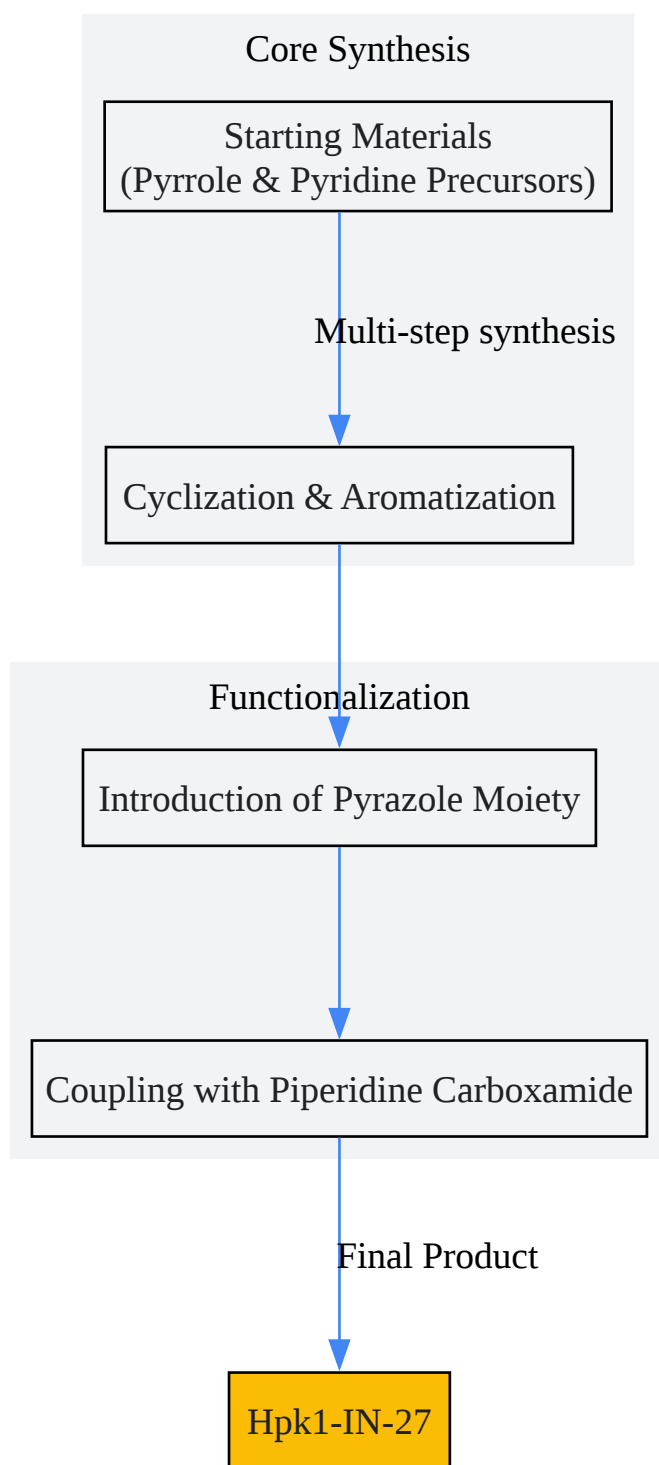 Core Synthesis
Starting Materials
(Pyrrole & Pyridine Precursors)
Multi-step synthesis
Cyclization & Aromatization
Functionalization
Introduction of Pyrazole Moiety
Coupling with Piperidine Carboxamide
Final Product
Hpk1-IN-27